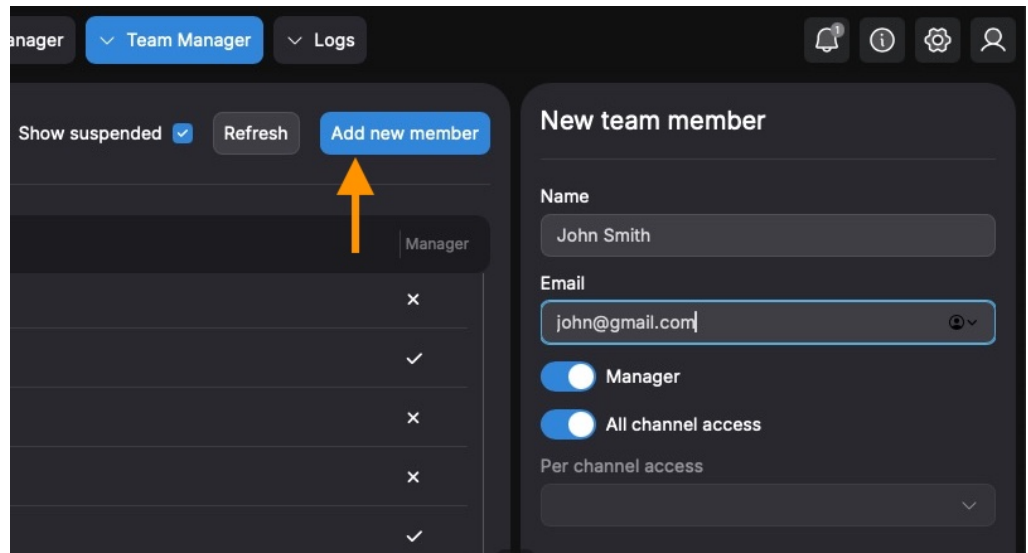 Team Manager
Logs
1
Show suspended
Refresh
Add new member
Manager
New team member
Name
John Smith
Email
john@gmail.com
Manager
All channel access
Per channel access